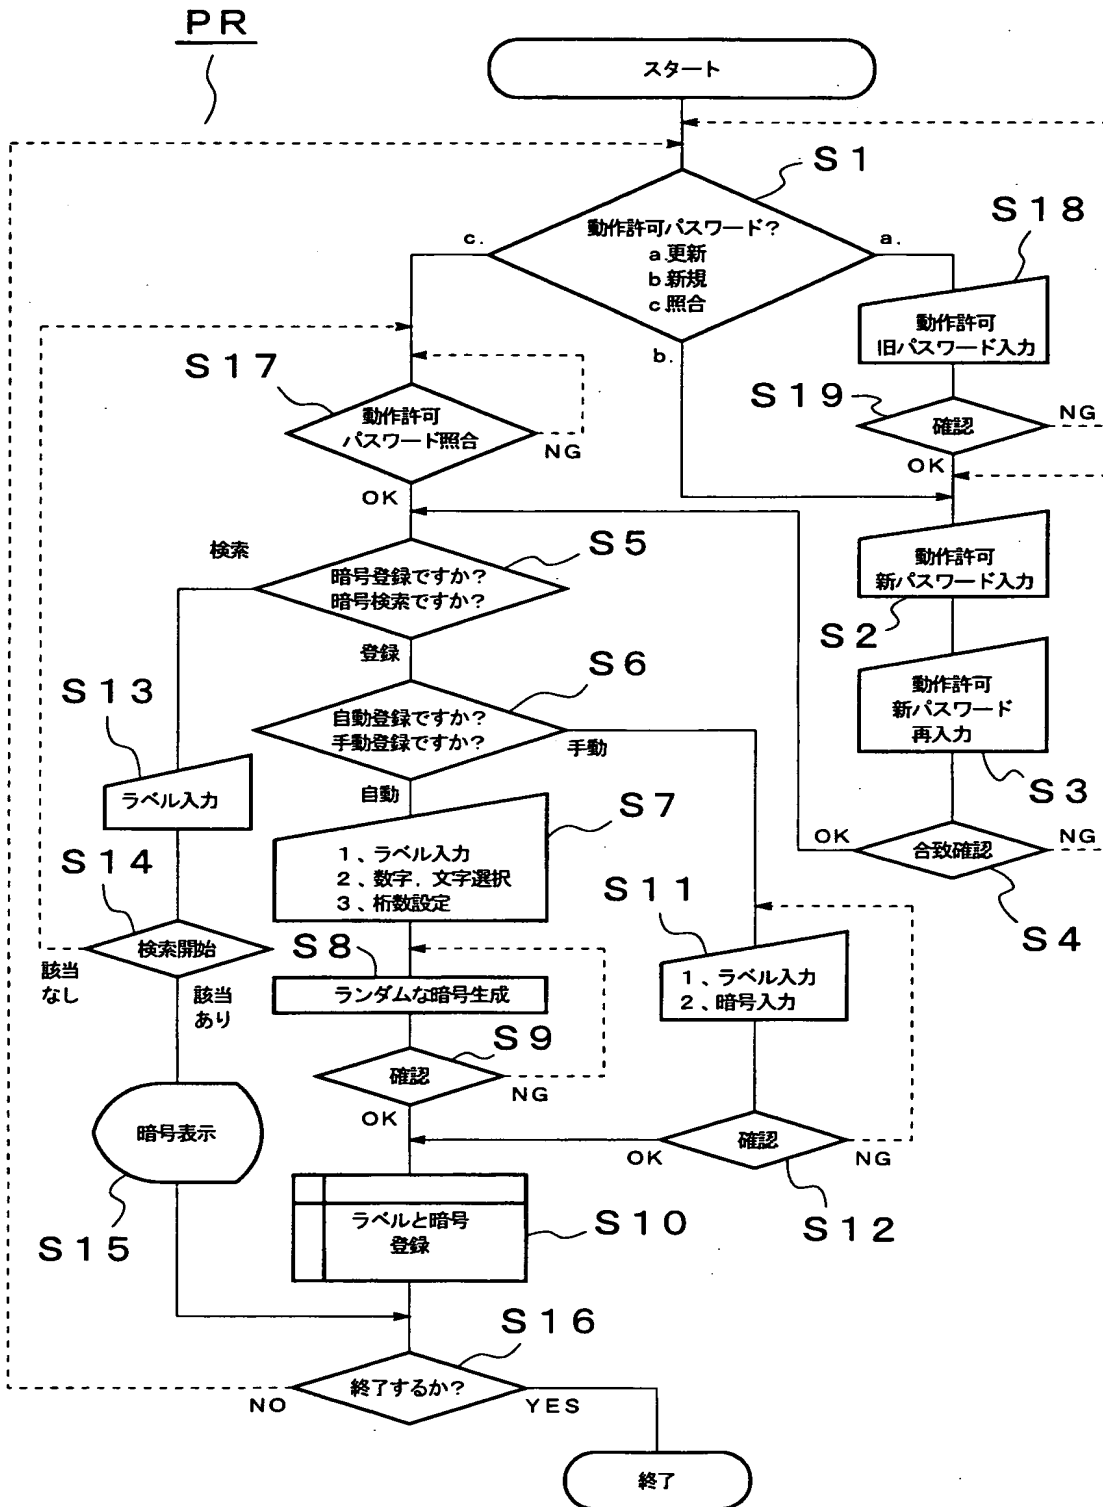 PR
スタート
S1
動作許可パスワード?
a.更新
b.新規
c.照合
c.
a.
b.
S18
動作許可
旧パスワード入力
S19
確認
NG
OK
S17
動作許可
パスワード照合
NG
OK
動作許可
新パスワード入力
S2
動作許可
新パスワード
再入力
S3
合致確認
OK
NG
S4
検索
S5
暗号登録ですか?
暗号検索ですか?
登録
S6
自動登録ですか?
手動登録ですか?
手動
自動
S13
ラベル入力
S14
検索開始
該当
なし
該当
あり
暗号表示
S15
S7
1、ラベル入力
2、数字，文字選択
3、桁数設定
S8
ランダムな暗号生成
S9
確認
NG
OK
S11
1、ラベル入力
2、暗号入力
確認
OK
NG
S12
ラベルと暗号
登録
S10
S16
終了するか?
NO
YES
終了